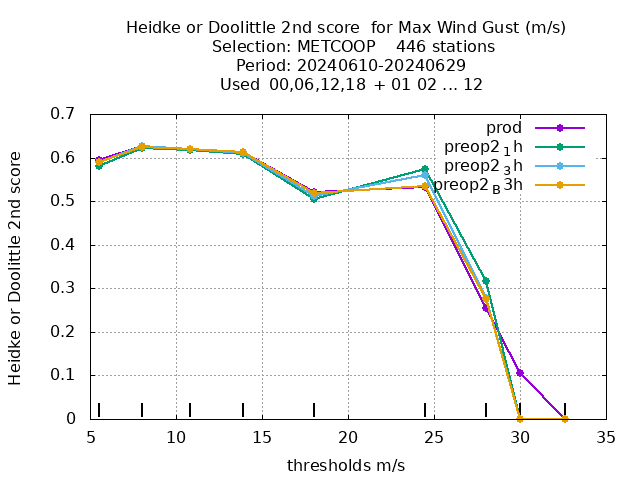 Heidke or Doolittle 2nd score  for Max Wind Gust (m/s)
Selection: METCOOP    446 stations
Period: 20240610-20240629
Used  00,06,12,18  + 01 02 ... 12
prod
preop2 1h
preop2 3h
preop2 B3h
Heidke or Doolittle 2nd score
0.7
0.6
0.5
0.4
0.3
0.2
0.1
0
5 10 15 20 25 30 35
thresholds m/s